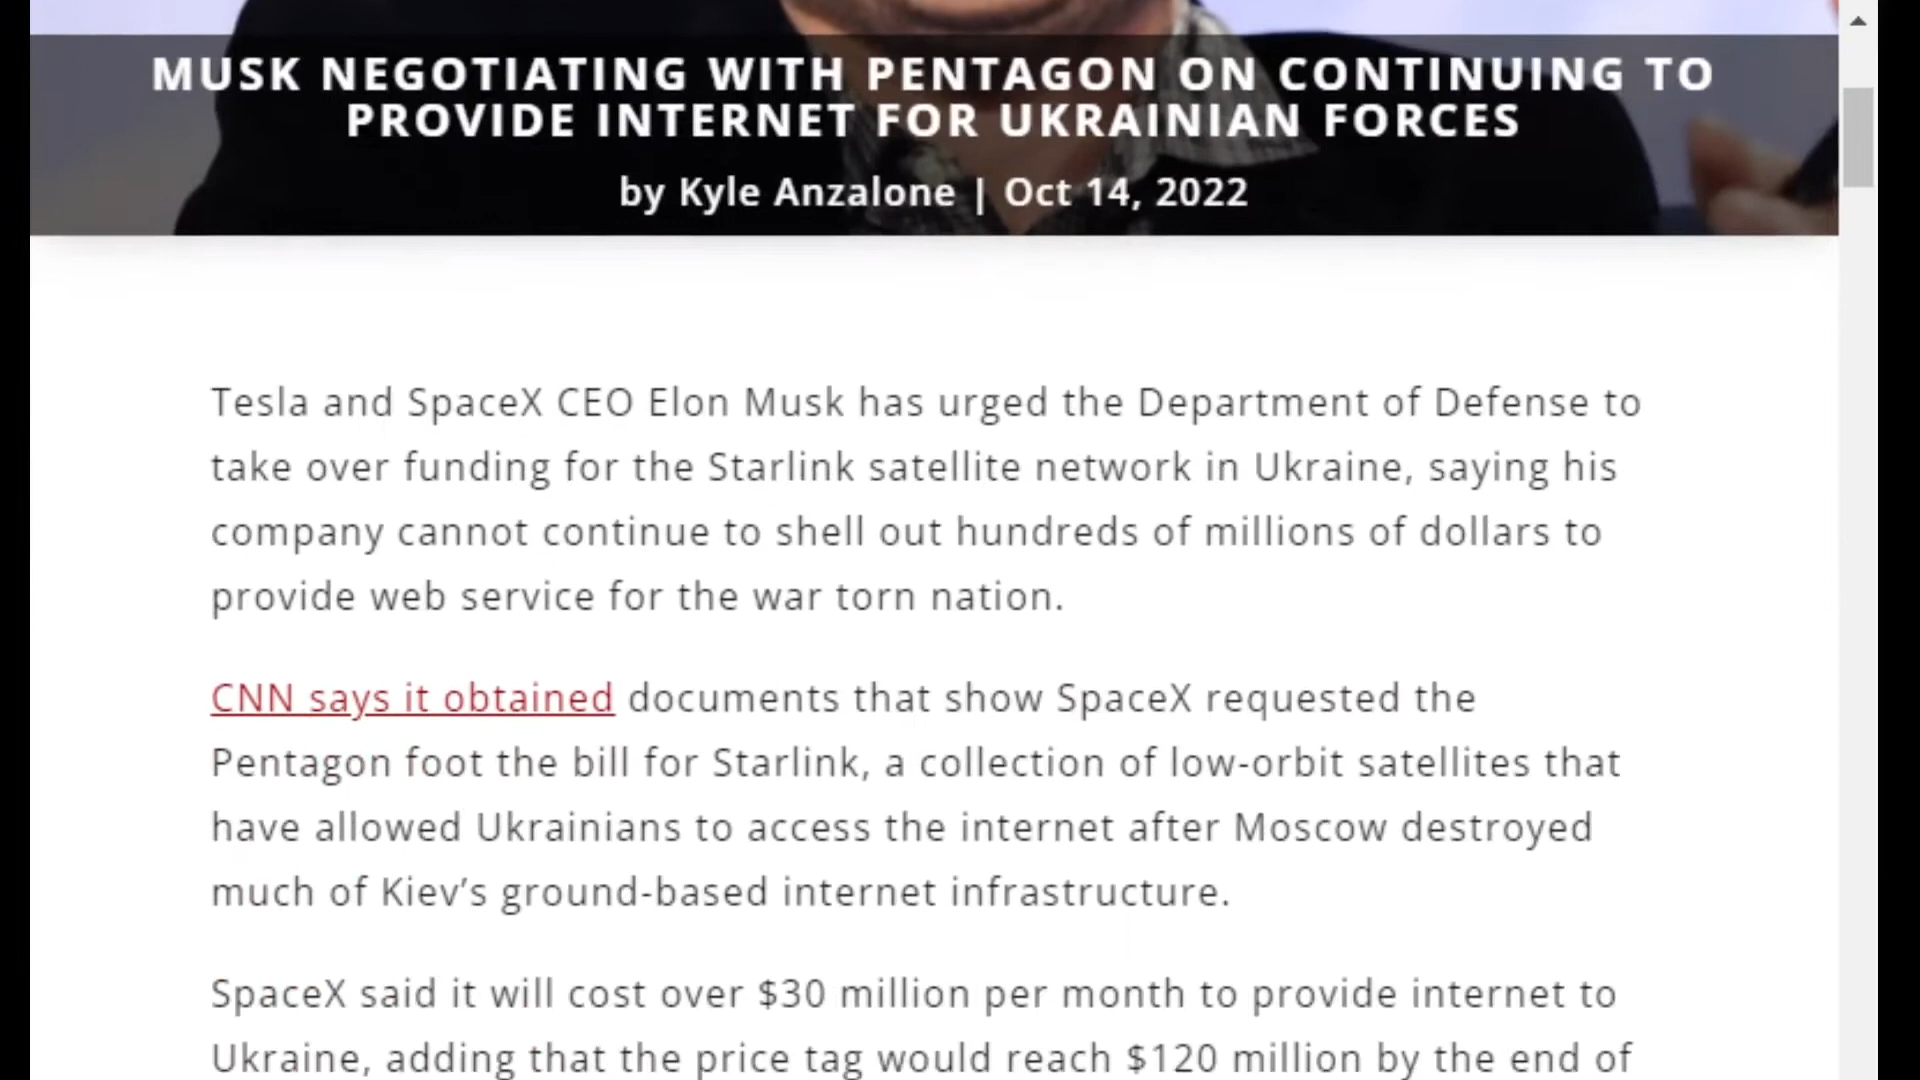 MUSK NEGOTIATING WITH PENTAGON ON CONTINUING TO
PROVIDE INTERNET FOR UKRAINIAN FORCES
by Kyle Anzalone | Oct 14, 2022
Tesla and SpaceX CEO Elon Musk has urged the Department of Defense to
take over funding for the Starlink satellite network in Ukraine, saying his
company cannot continue to shell out hundreds of millions of dollars to
provide web service for the war torn nation.
CNN says it obtained documents that show SpaceX requested the
Pentagon foot the bill for Starlink, a collection of low-orbit satellites that
have allowed Ukrainians to access the internet after Moscow destroyed
much of Kiev’s ground-based internet infrastructure.
SpaceX said it will cost over $30 million per month to provide internet to
Ukraine, adding that the price tag would reach $120 million by the end of